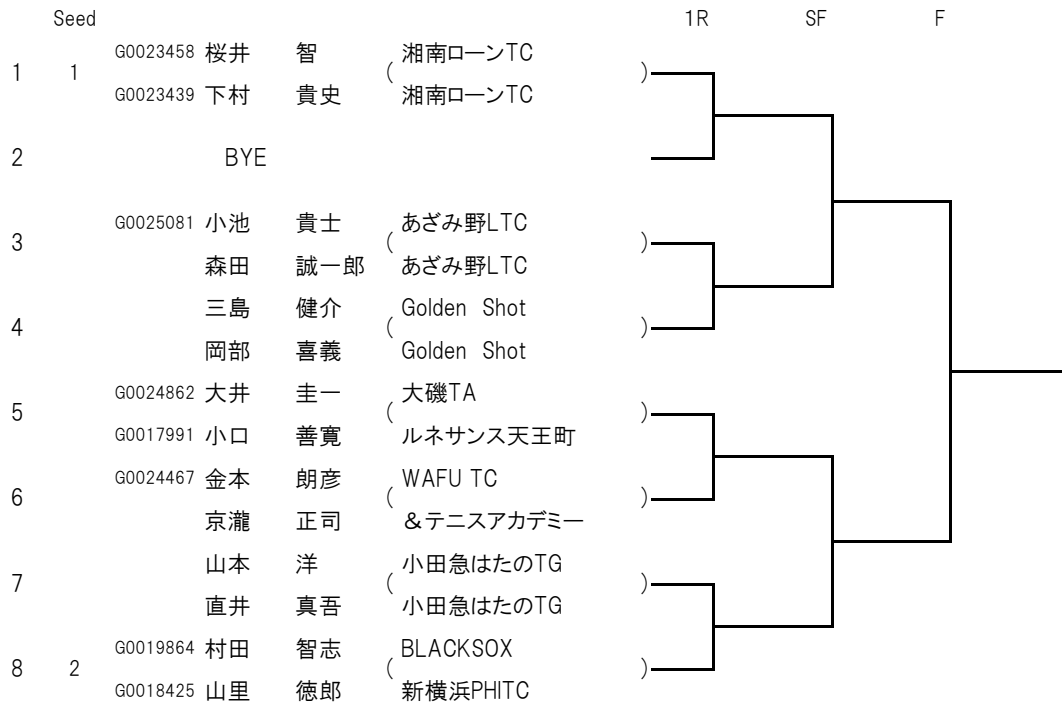 Seed 1R SF F
G0023458 桜井 智 湘南ローンTC
1 1 ( )
G0023439 下村 貴史 湘南ローンTC
2 BYE
G0025081 小池 貴士 あざみ野LTC
3 ( )
森田 誠一郎 あざみ野LTC
三島 健介 Golden Shot
4 ( )
岡部 喜義 Golden Shot
G0024862 大井 圭一 大磯TA
5 ( )
G0017991 小口 善寛 ルネサンス天王町
G0024467 金本 朗彦 WAFU TC
6 ( )
京瀧 正司 &テニスアカデミー
山本 洋 小田急はたのTG
7 ( )
直井 真吾 小田急はたのTG
G0019864 村田 智志 BLACKSOX
8 2 ( )
G0018425 山里 徳郎 新横浜PHITC